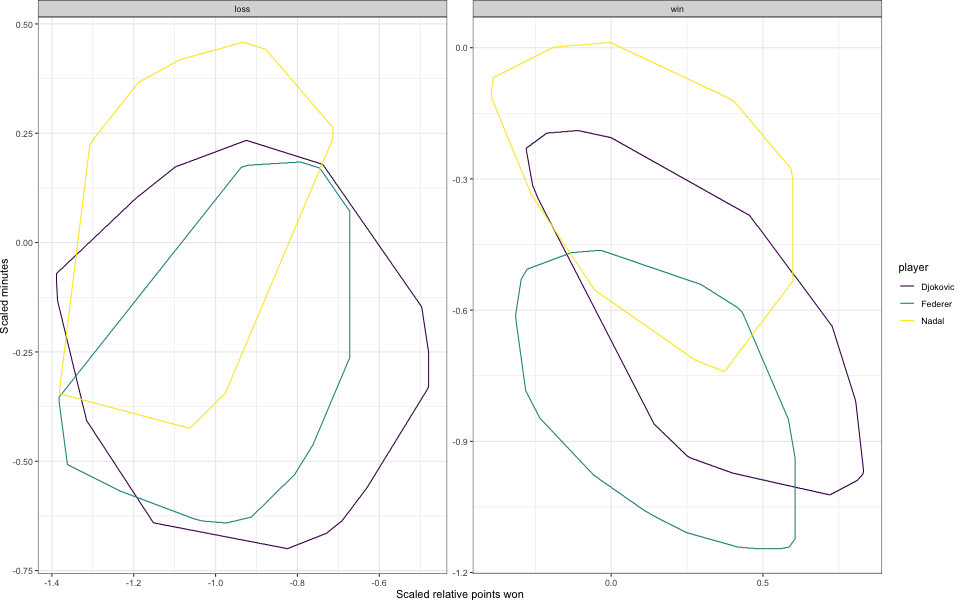 loss
win
0.50
0.25
0.00
-0.25
-0.50
-0.75
0.0
-0.3
-0.6
-0.9
-1.2
-1.4
-1.2
-1.0
-0.8
-0.6
0.0
0.5
Scaled minutes
Scaled relative points won
player
Djokovic
Federer
Nadal